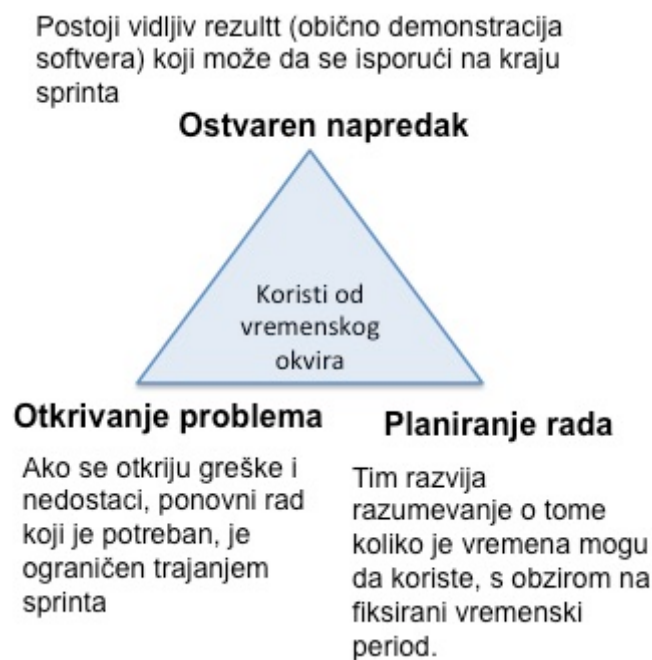 Postoji vidljiv rezultt (obično demonstracija
softvera) koji može da se isporući na kraju
sprinta
Ostvaren napredak
Koristi od
vremenskog
okvira
Otkrivanje problema
Ako se otkriju greške i
nedostaci, ponovni rad
koji je potreban, je
ograničen trajanjem
sprinta
Planiranje rada
Tim razvija
razumevanje o tome
koliko je vremena mogu
da koriste, s obzirom na
fiksirani vremenski
period.